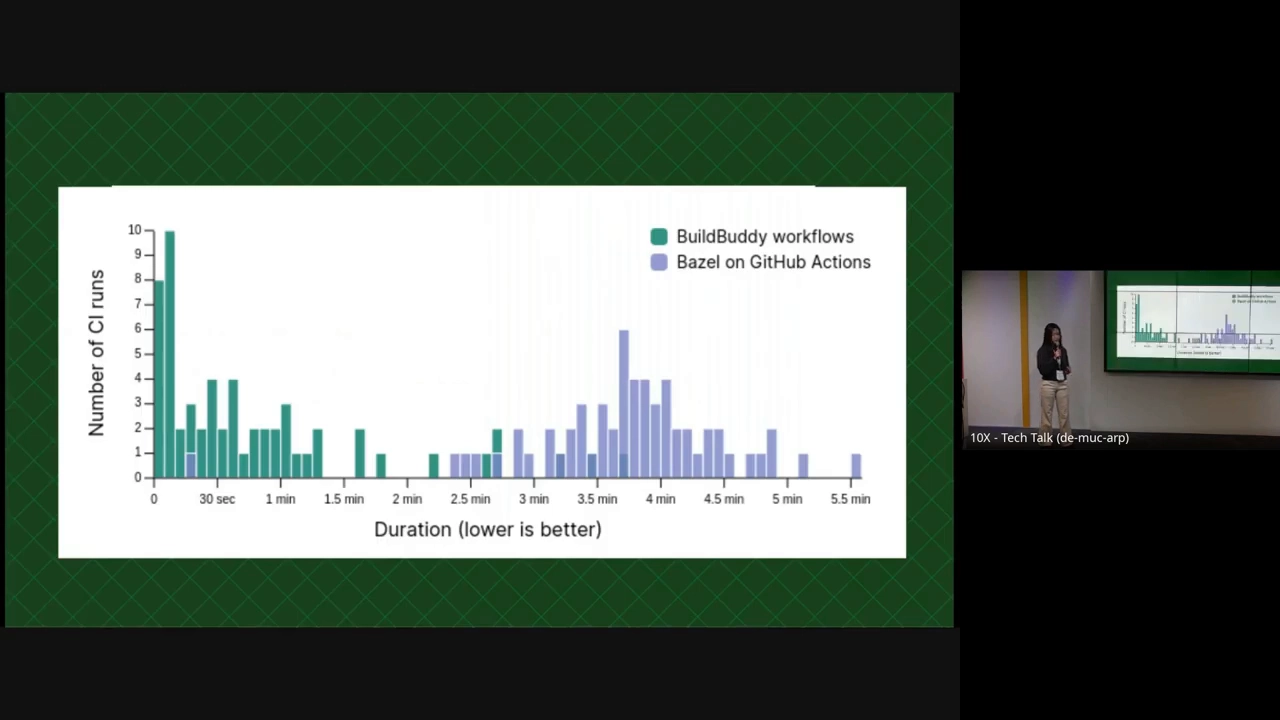 BuildBuddy workflows
Bazel on GitHub Actions
Number of CI runs
10
9
8
7
6
5
4
3
2
1
0
0 30 sec 1 min 1.5 min 2 min 2.5 min 3 min 3.5 min 4 min 4.5 min 5 min 5.5 min
Duration (lower is better)
10X - Tech Talk (de-muc-arp)